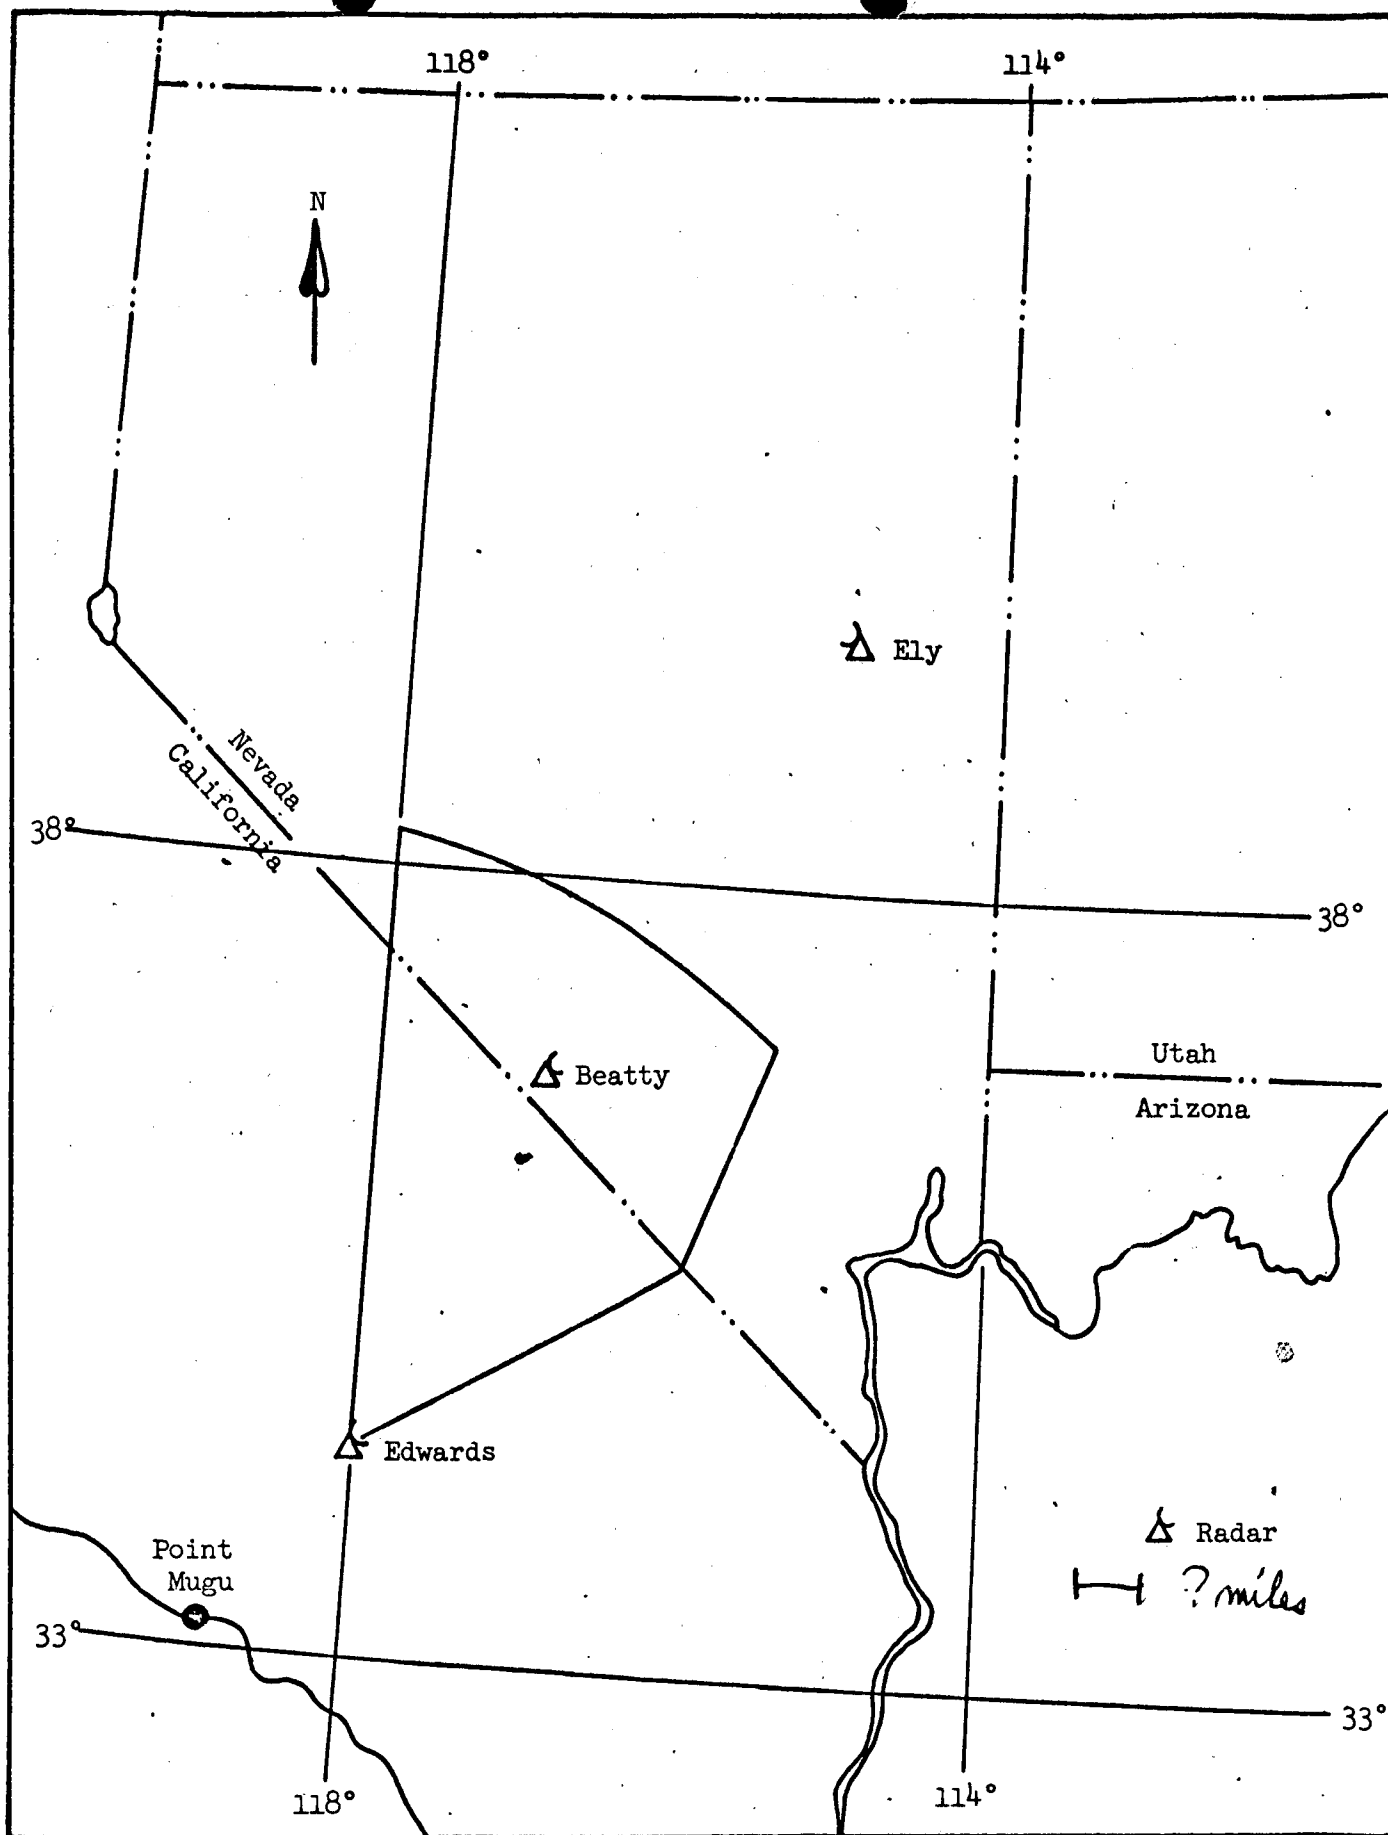 118°
114°
N
Ely
Nevada
California
38°
38°
Beatty
Utah
Arizona
Edwards
Radar
? miles
Point
Mugu
33°
33°
118°
114°